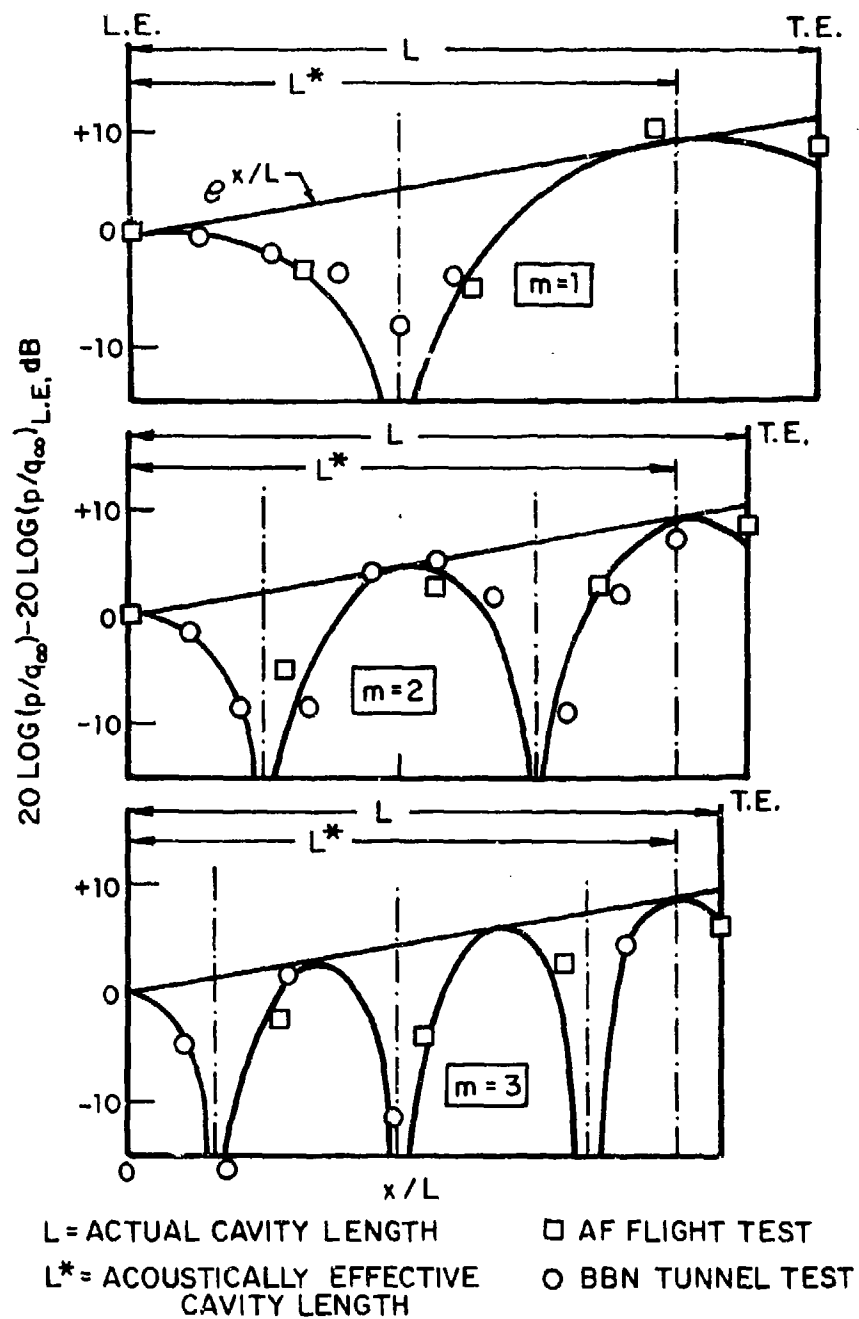 L.E.
T.E.
L
L*
+10
e^x/L
0
m=1
-10
20 LOG(p/q∞)-20 LOG(p/q∞)L.E. dB
L
T.E.
L*
+10
0
m=2
-10
L
T.E.
L*
+10
0
m=3
-10
0
x/L
L=ACTUAL CAVITY LENGTH
□ AF FLIGHT TEST
L*= ACOUSTICALLY EFFECTIVE
CAVITY LENGTH
○ BBN TUNNEL TEST